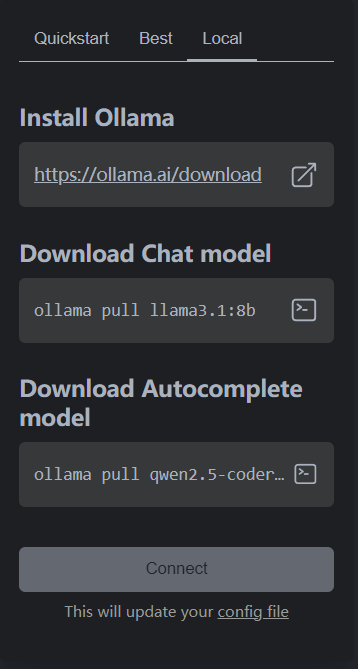 Quickstart Best Local
Install Ollama
https://ollama.ai/download
Download Chat model
ollama pull llama3.1:8b
Download Autocomplete
model
ollama pull qwen2.5-coder…
Connect
This will update your config file